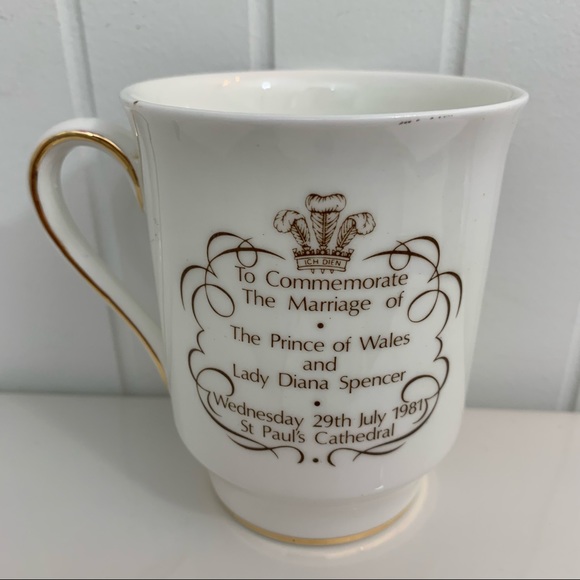 ICH DIEN
To Commemorate
The Marriage of
•
The Prince of Wales
and
Lady Diana Spencer
•
Wednesday 29th July 1981
St Paul's Cathedral